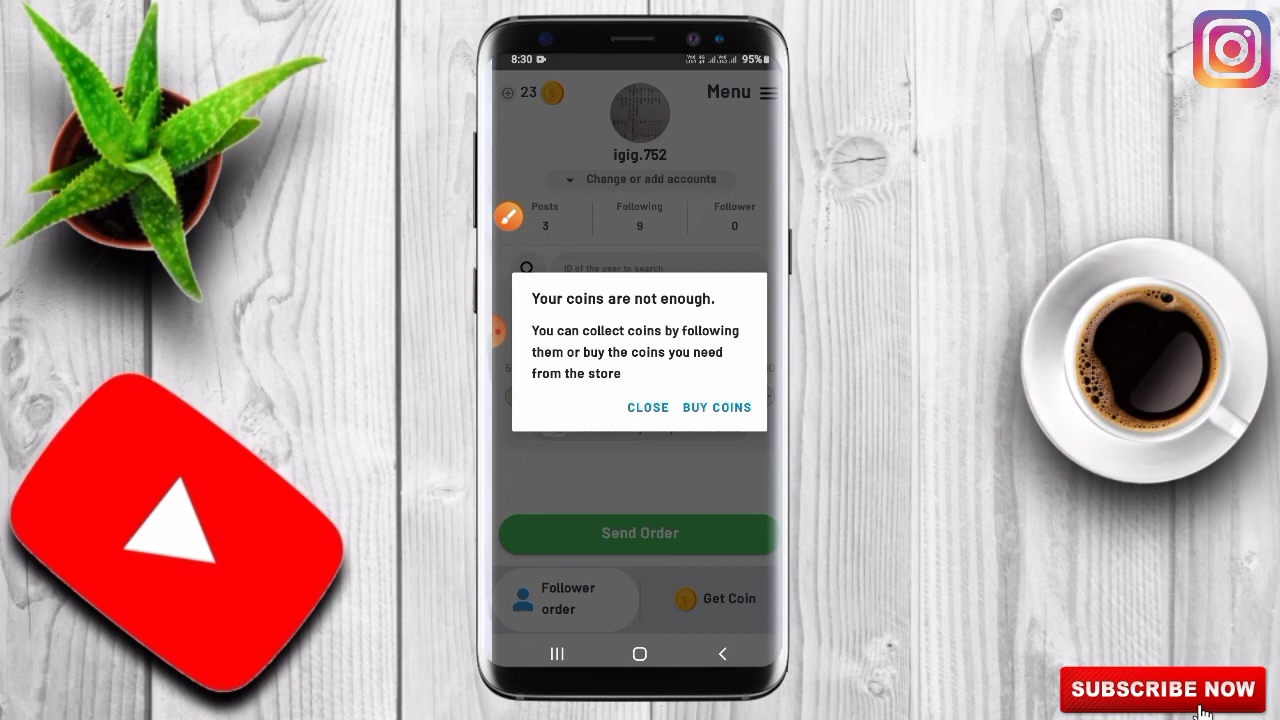 8:30
95%
23
Menu
igig.752
Change or add accounts
Posts
Following
Follower
3
9
0
ID of the user to search
Your coins are not enough.
You can collect coins by following
them or buy the coins you need
from the store
CLOSE
BUY COINS
Send Order
Follower
order
Get Coin
SUBSCRIBE NOW